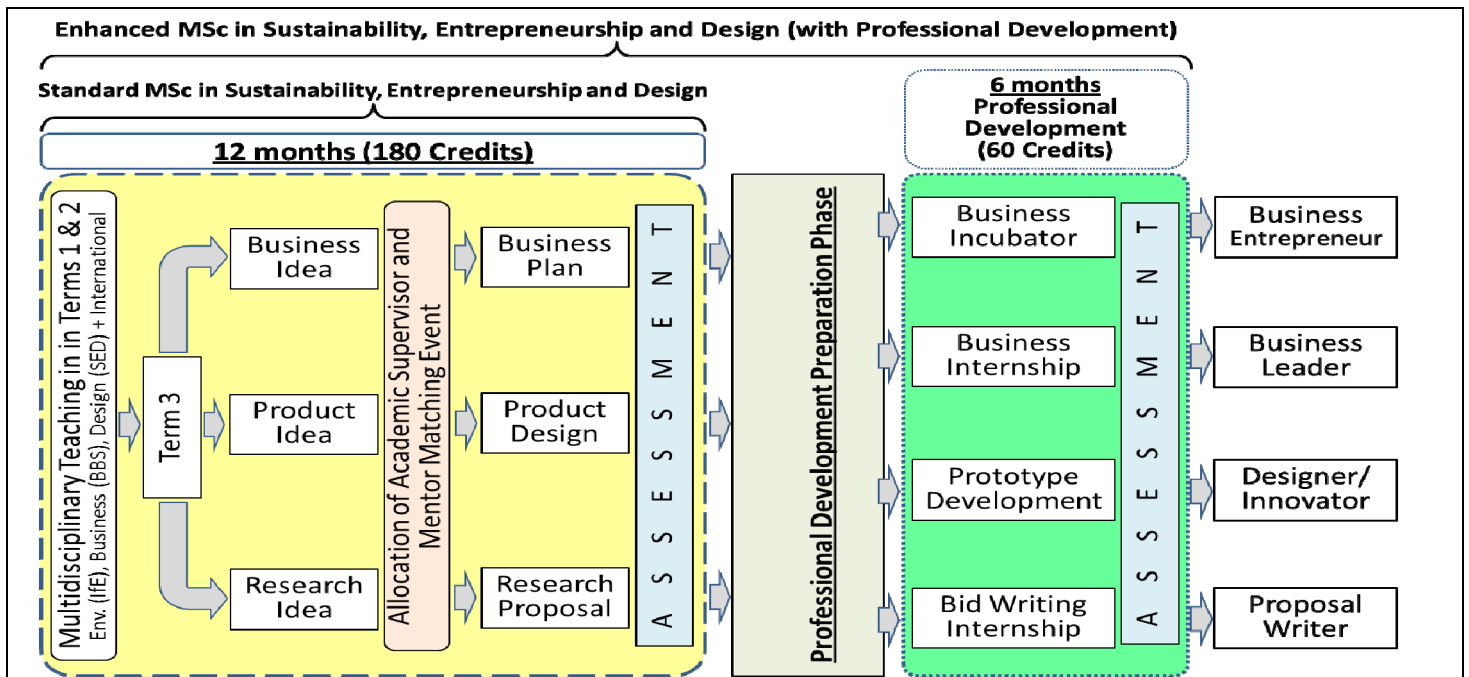 Enhanced MSc in Sustainability, Entrepreneurship and Design (with Professional Development)
Standard MSc in Sustainability, Entrepreneurship and Design
12 months (180 Credits)
6 months
Professional
Development
(60 Credits)
Multidisciplinary Teaching in in Terms 1 & 2
Env. (IfE), Business (BBS), Design (SED) + International
Term 3
Business
Idea
Product
Idea
Research
Idea
Allocation of Academic Supervisor and
Mentor Matching Event
Business
Plan
Product
Design
Research
Proposal
ASSESSMENT
Professional Development Preparation Phase
Business
Incubator
Business
Internship
Prototype
Development
Bid Writing
Internship
ASSESSMENT
Business
Entrepreneur
Business
Leader
Designer/
Innovator
Proposal
Writer